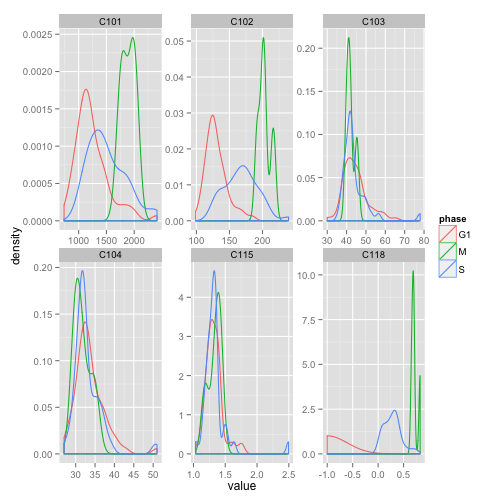 C101 C102 C103
0.0025
0.0020
0.0015
0.0010
0.0005
0.0000
1000 1500 2000
0.05
0.04
0.03
0.02
0.01
0.00
100 150 200
0.20
0.15
0.10
0.05
0.00
30 40 50 60 70 80
density
phase
G1
M
S
C104 C115 C118
0.20
0.15
0.10
0.05
0.00
30 35 40 45 50
4
3
2
1
0
1.0 1.5 2.0 2.5
10.0
7.5
5.0
2.5
0.0
-1.0 -0.5 0.0 0.5
value